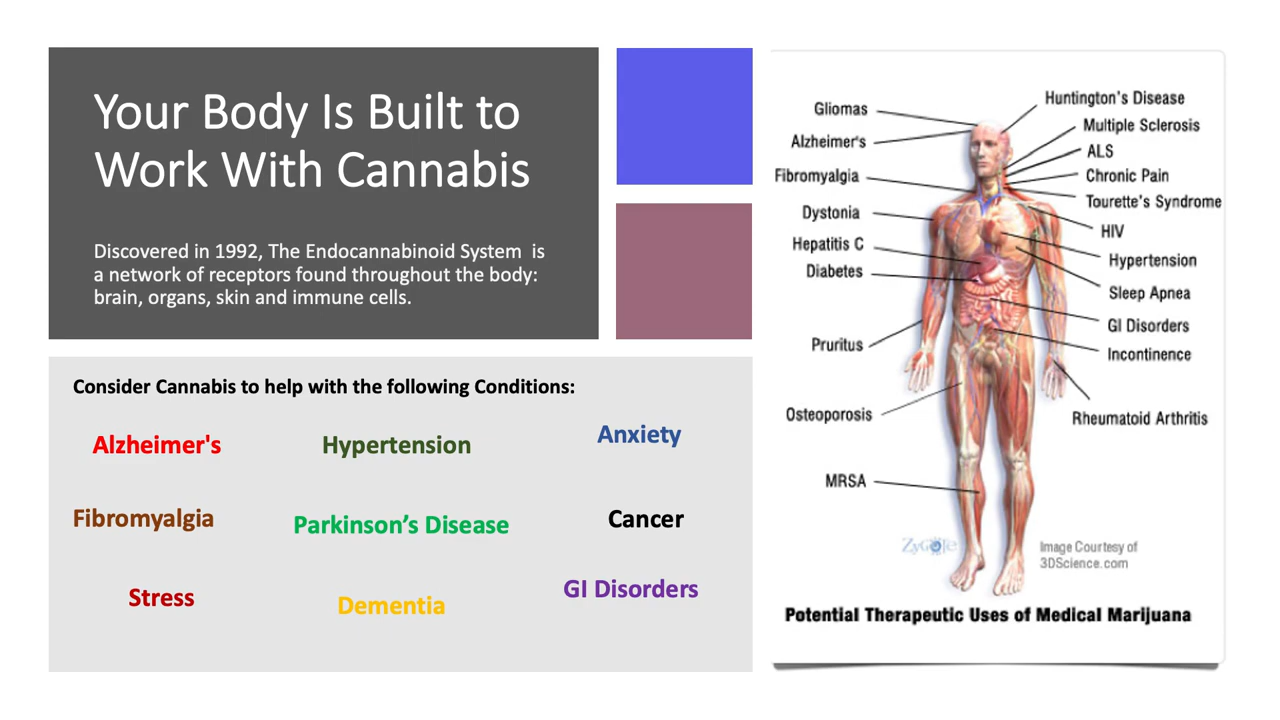 Your Body Is Built to
Work With Cannabis
Discovered in 1992, The Endocannabinoid System is
a network of receptors found throughout the body:
brain, organs, skin and immune cells.
Consider Cannabis to help with the following Conditions:
Alzheimer's
Hypertension
Anxiety
Fibromyalgia
Parkinson’s Disease
Cancer
Stress
Dementia
GI Disorders
Gliomas
Alzheimer's
Fibromyalgia
Dystonia
Hepatitis C
Diabetes
Pruritus
Osteoporosis
MRSA
Huntington's Disease
Multiple Sclerosis
ALS
Chronic Pain
Tourette's Syndrome
HIV
Hypertension
Sleep Apnea
GI Disorders
Incontinence
Rheumatoid Arthritis
ZyGote
Image Courtesy of
3DScience.com
Potential Therapeutic Uses of Medical Marijuana